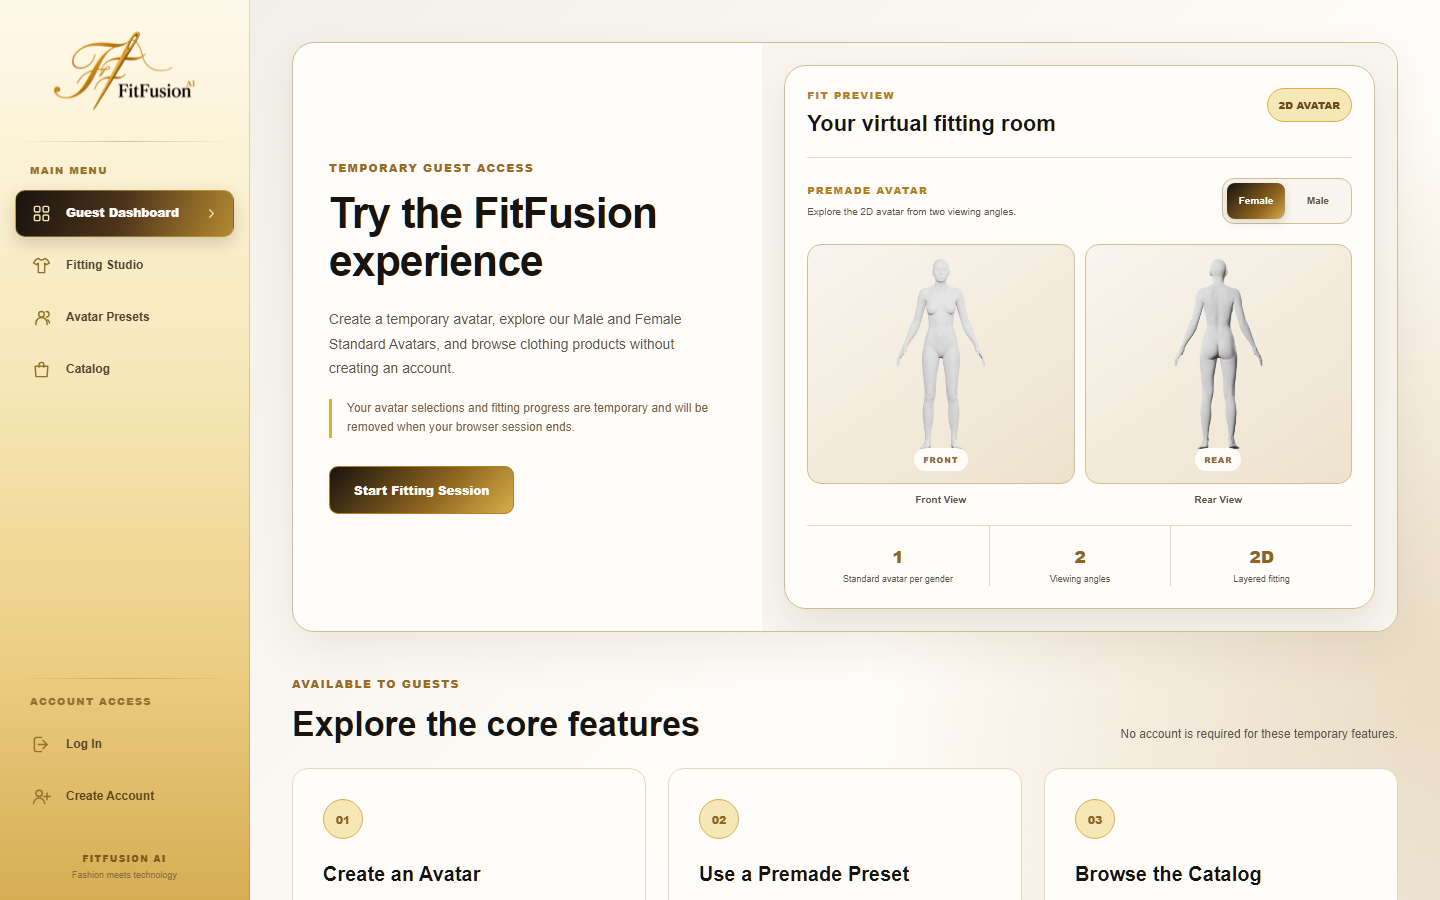 FitFusion AI
MAIN MENU
Guest Dashboard
Fitting Studio
Avatar Presets
Catalog
ACCOUNT ACCESS
Log In
Create Account
FITFUSION AI
Fashion meets technology
TEMPORARY GUEST ACCESS
Try the FitFusion
experience
Create a temporary avatar, explore our Male and Female
Standard Avatars, and browse clothing products without
creating an account.
Your avatar selections and fitting progress are temporary and will be
removed when your browser session ends.
Start Fitting Session
FIT PREVIEW
Your virtual fitting room
2D AVATAR
PREMADE AVATAR
Explore the 2D avatar from two viewing angles.
Female
Male
FRONT
Front View
REAR
Rear View
1
Standard avatar per gender
2
Viewing angles
2D
Layered fitting
AVAILABLE TO GUESTS
Explore the core features
No account is required for these temporary features.
01
Create an Avatar
02
Use a Premade Preset
03
Browse the Catalog